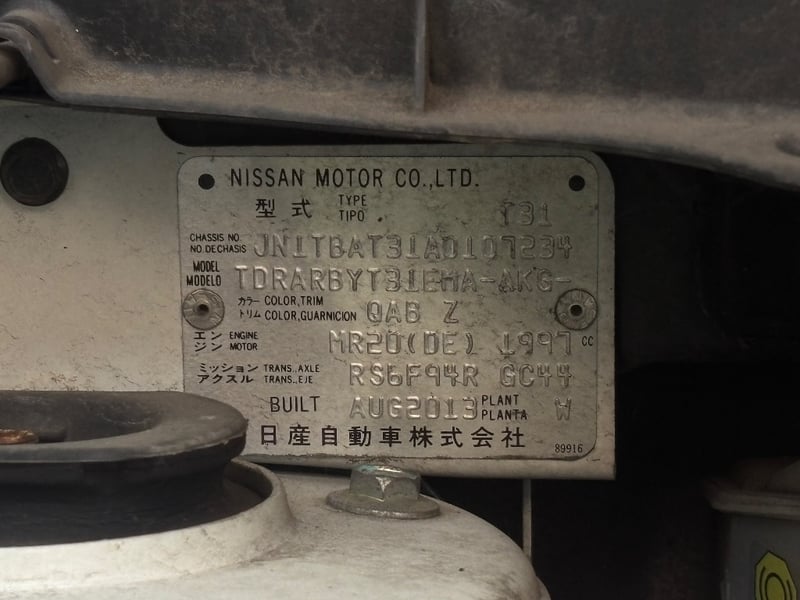 NISSAN MOTOR CO.,LTD.
型式 TYPE TIPO T31
CHASSIS NO. NO.DE CHASIS JN1TBAT31A0107234
MODEL MODELO TDRARBYT31EHA-AKG-
カラー COLOR,TRIM トリム COLOR,GUARNICION QAB Z
エンジン ENGINE MOTOR MR20(DE) 1997 CC
ミッション TRANS.,AXLE アクスル TRANS.,EJE RS6F94R GC44
BUILT AUG2013 PLANT PLANTA W
日産自動車株式会社 89916